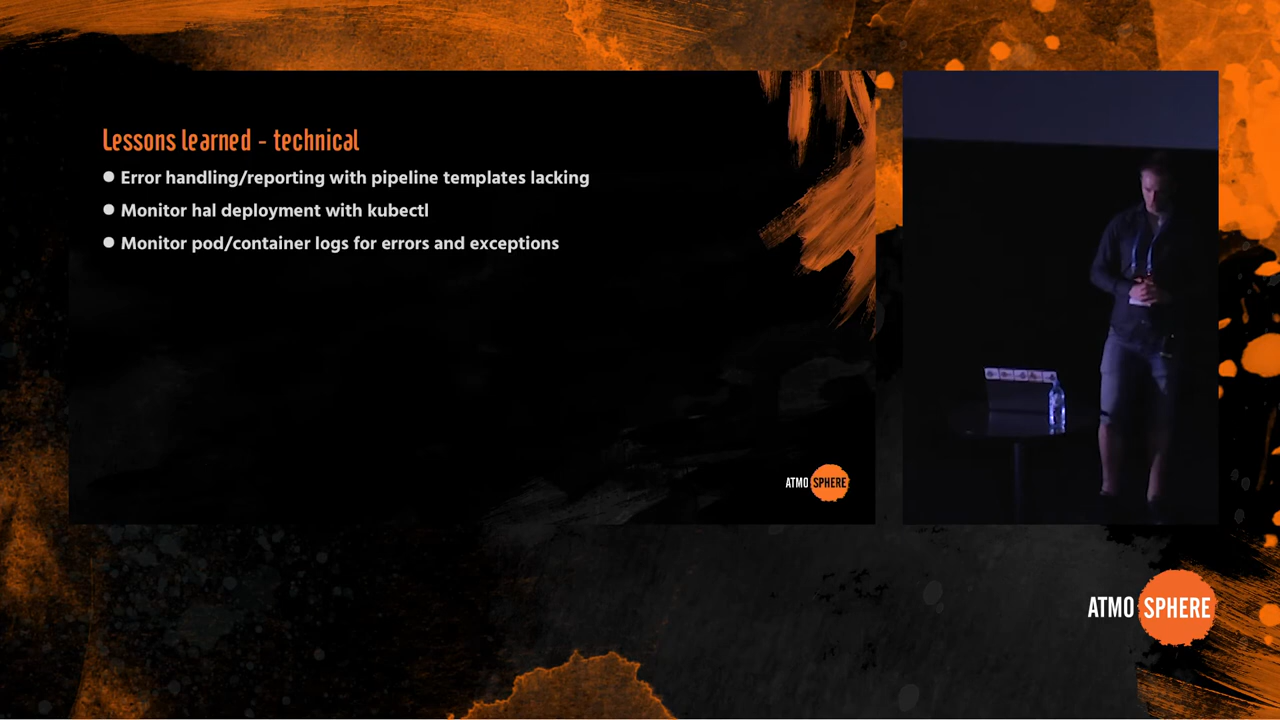 Lessons learned - technical
● Error handling/reporting with pipeline templates lacking
● Monitor hal deployment with kubectl
● Monitor pod/container logs for errors and exceptions
ATMO SPHERE
ATMO SPHERE